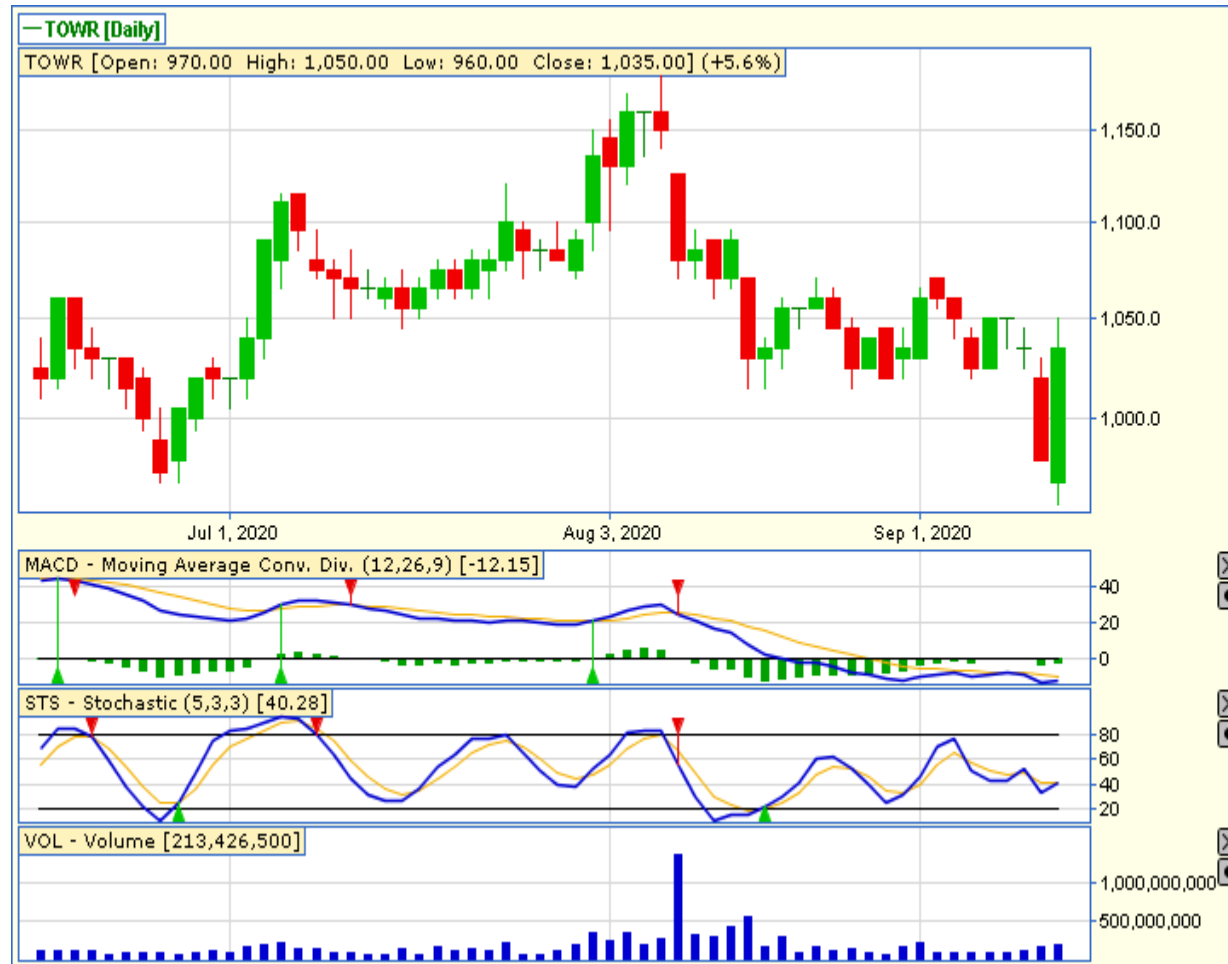 TOWR [Daily]
TOWR [Open: 970.00 High: 1,050.00 Low: 960.00 Close: 1,035.00] (+5.6%)
1,150.0
1,100.0
1,050.0
1,000.0
Jul 1, 2020 Aug 3, 2020 Sep 1, 2020
MACD - Moving Average Conv. Div. (12,26,9) [-12.15]
40
20
0
STS - Stochastic (5,3,3) [40.28]
80
60
40
20
VOL - Volume [213,426,500]
1,000,000,000
500,000,000